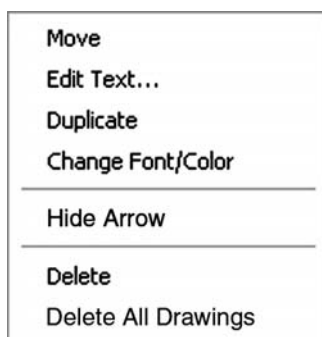 Move
Edit Text...
Duplicate
Change Font/Color
Hide Arrow
Delete
Delete All Drawings